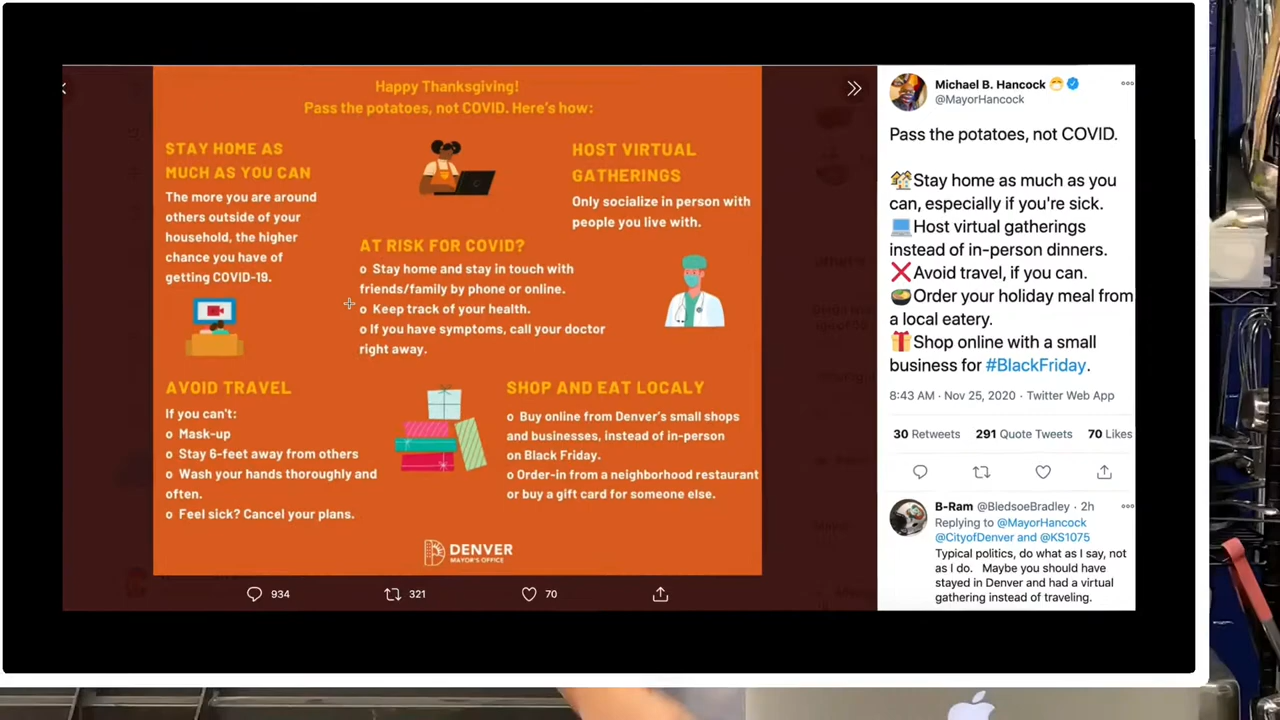 Happy Thanksgiving!
Pass the potatoes, not COVID. Here's how:
STAY HOME AS
MUCH AS YOU CAN
The more you are around
others outside of your
household, the higher
chance you have of
getting COVID-19.
HOST VIRTUAL
GATHERINGS
Only socialize in person with
people you live with.
AT RISK FOR COVID?
o Stay home and stay in touch with
friends/family by phone or online.
o Keep track of your health.
o If you have symptoms, call your doctor
right away.
AVOID TRAVEL
If you can't:
o Mask-up
o Stay 6-feet away from others
o Wash your hands thoroughly and
often.
o Feel sick? Cancel your plans.
SHOP AND EAT LOCALY
o Buy online from Denver's small shops
and businesses, instead of in-person
on Black Friday.
o Order-in from a neighborhood restaurant
or buy a gift card for someone else.
DENVER
MAYOR'S OFFICE
934 321 70
Michael B. Hancock
@MayorHancock
Pass the potatoes, not COVID.
Stay home as much as you
can, especially if you're sick.
Host virtual gatherings
instead of in-person dinners.
Avoid travel, if you can.
Order your holiday meal from
a local eatery.
Shop online with a small
business for #BlackFriday.
8:43 AM · Nov 25, 2020 · Twitter Web App
30 Retweets 291 Quote Tweets 70 Likes
B-Ram @BledsoeBradley · 2h
Replying to @MayorHancock
@CityofDenver and @KS1075
Typical politics, do what as I say, not
as I do. Maybe you should have
stayed in Denver and had a virtual
gathering instead of traveling.